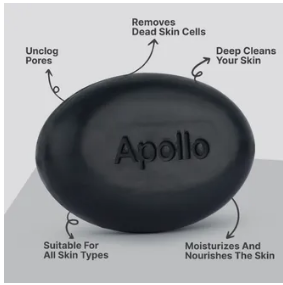 Removes
Dead Skin Cells
Unclog
Pores
Deep Cleans
Your Skin
Apollo
Suitable For
All Skin Types
Moisturizes And
Nourishes The Skin